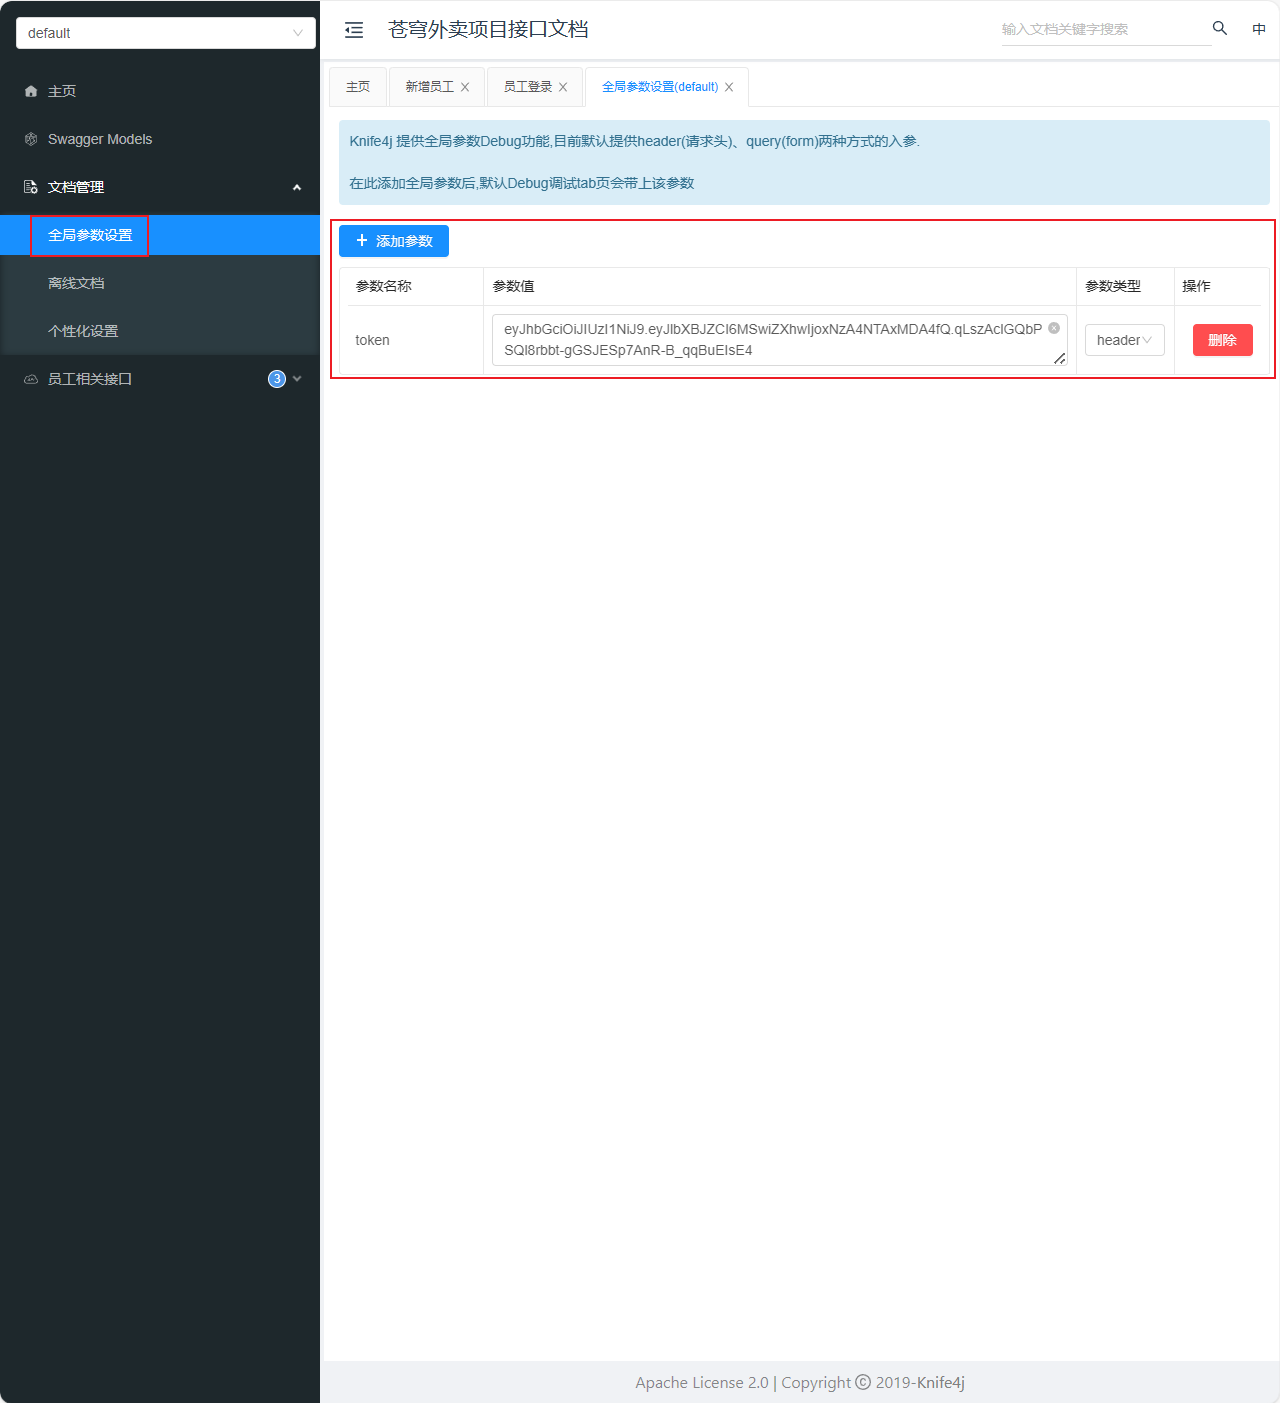 default
主页
Swagger Models
文档管理
全局参数设置
离线文档
个性化设置
员工相关接口
3
苍穹外卖项目接口文档
输入文档关键字搜索
中
主页
新增员工
员工登录
全局参数设置(default)
Knife4j 提供全局参数Debug功能,目前默认提供header(请求头)、query(form)两种方式的入参.
在此添加全局参数后,默认Debug调试tab页会带上该参数
添加参数
参数名称 参数值 参数类型 操作
token
eyJhbGciOiJIUzI1NiJ9.eyJlbXBJZCI6MSwiZXhwIjoxNzA4NTAxMDA4fQ.qLszAcIGQbP
SQl8rbbt-gGSJESp7AnR-B_qqBuEIsE4
header
删除
Apache License 2.0 | Copyright © 2019-Knife4j